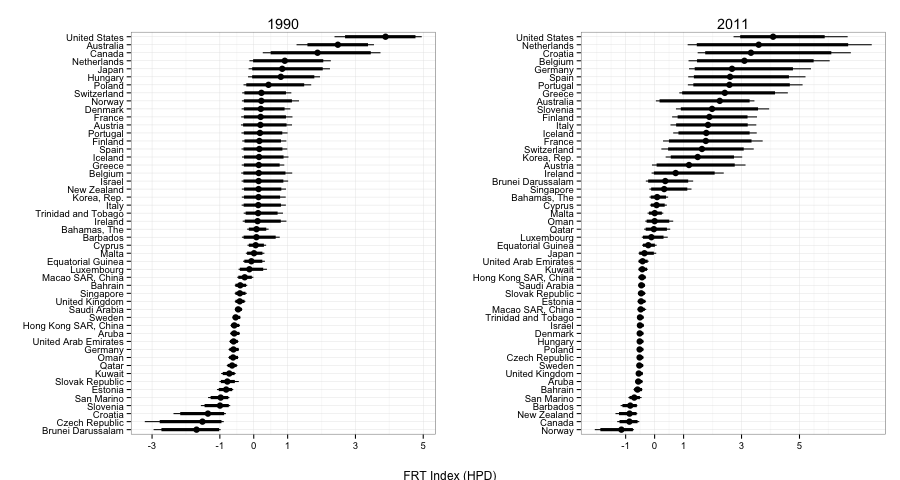 1990
United States
Australia
Canada
Netherlands
Japan
Hungary
Poland
Switzerland
Norway
Denmark
France
Austria
Portugal
Finland
Spain
Iceland
Greece
Belgium
Israel
New Zealand
Korea, Rep.
Italy
Trinidad and Tobago
Ireland
Bahamas, The
Barbados
Cyprus
Malta
Equatorial Guinea
Luxembourg
Macao SAR, China
Bahrain
Singapore
United Kingdom
Saudi Arabia
Sweden
Hong Kong SAR, China
Aruba
United Arab Emirates
Germany
Oman
Qatar
Kuwait
Slovak Republic
Estonia
San Marino
Slovenia
Croatia
Czech Republic
Brunei Darussalam
-3 -1 0 1 3 5
2011
United States
Netherlands
Croatia
Belgium
Germany
Spain
Portugal
Greece
Australia
Slovenia
Finland
Italy
Iceland
France
Switzerland
Korea, Rep.
Austria
Ireland
Brunei Darussalam
Singapore
Bahamas, The
Cyprus
Malta
Oman
Qatar
Luxembourg
Equatorial Guinea
Japan
United Arab Emirates
Kuwait
Hong Kong SAR, China
Saudi Arabia
Slovak Republic
Estonia
Macao SAR, China
Trinidad and Tobago
Israel
Denmark
Hungary
Poland
Czech Republic
Sweden
United Kingdom
Aruba
Bahrain
San Marino
Barbados
New Zealand
Canada
Norway
-1 0 1 3 5
FRT Index (HPD)